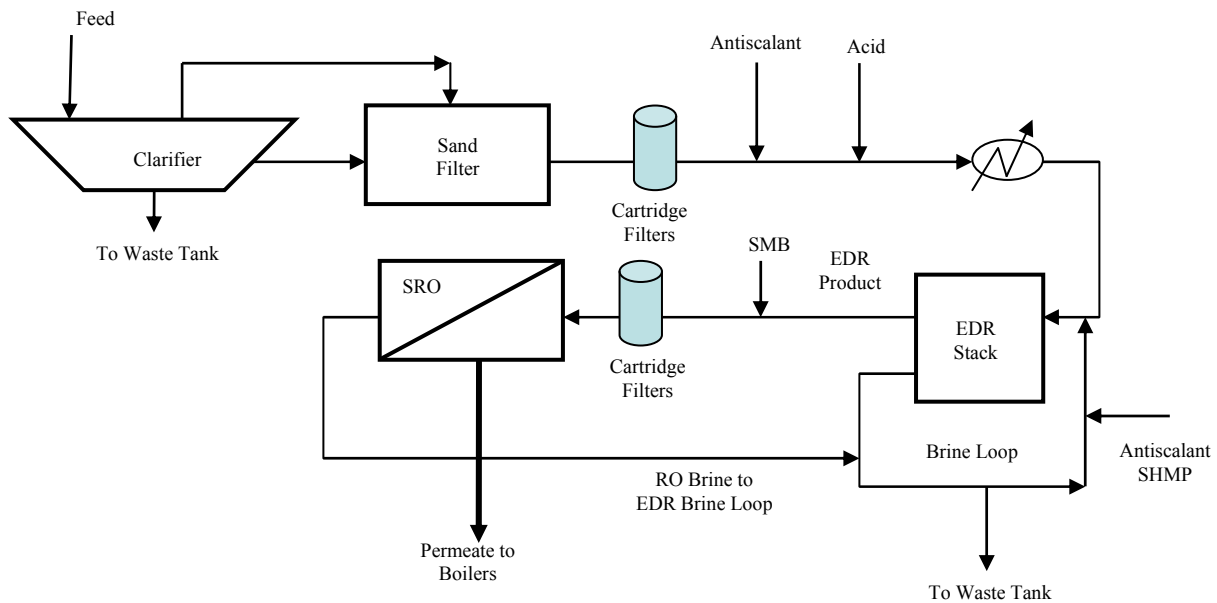 Feed
Antiscalant
Acid
Clarifier
Sand
Filter
Cartridge
Filters
To Waste Tank
SMB
EDR
Product
SRO
EDR
Stack
Cartridge
Filters
Brine Loop
Antiscalant
SHMP
RO Brine to
EDR Brine Loop
Permeate to
Boilers
To Waste Tank